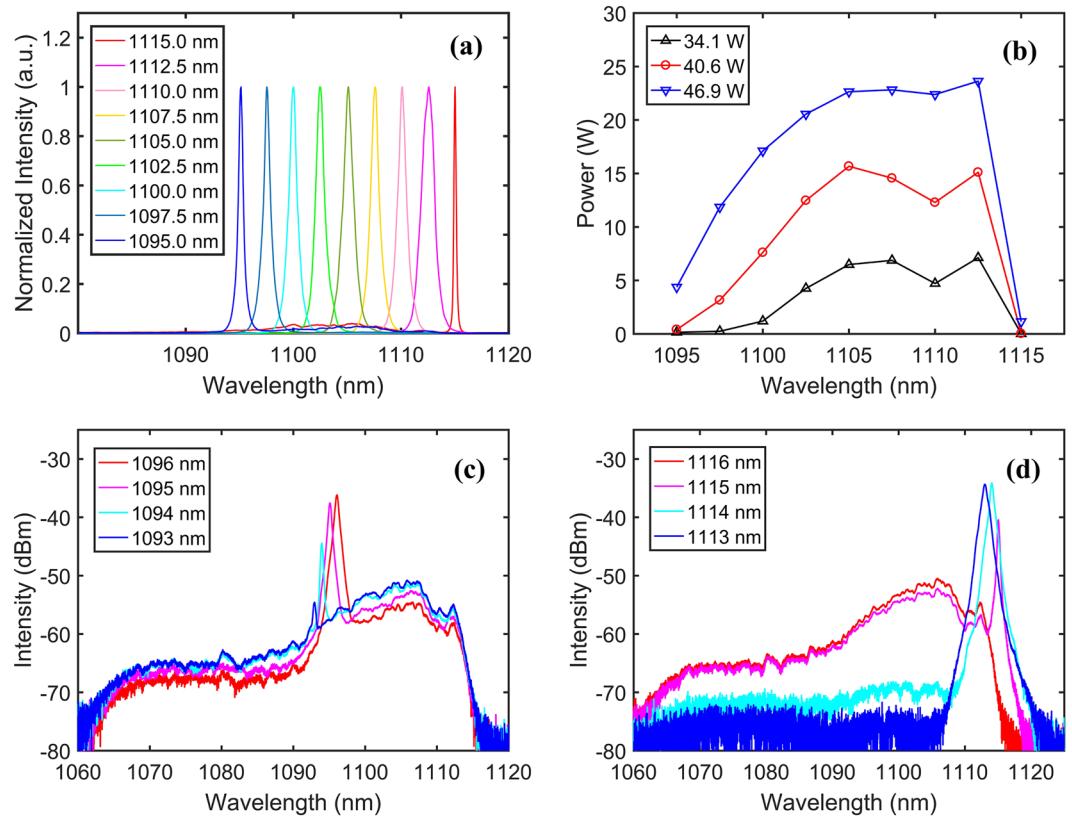 (a)
1115.0 nm
1112.5 nm
1110.0 nm
1107.5 nm
1105.0 nm
1102.5 nm
1100.0 nm
1097.5 nm
1095.0 nm
Normalized Intensity (a.u.)
1.2
1
0.8
0.6
0.4
0.2
0
1090 1100 1110 1120
Wavelength (nm)
(b)
34.1 W
40.6 W
46.9 W
Power (W)
30
25
20
15
10
5
0
1095 1100 1105 1110 1115
Wavelength (nm)
(c)
1096 nm
1095 nm
1094 nm
1093 nm
Intensity (dBm)
-30
-40
-50
-60
-70
-80
1060 1070 1080 1090 1100 1110 1120
Wavelength (nm)
(d)
1116 nm
1115 nm
1114 nm
1113 nm
Intensity (dBm)
-30
-40
-50
-60
-70
-80
1060 1070 1080 1090 1100 1110 1120
Wavelength (nm)